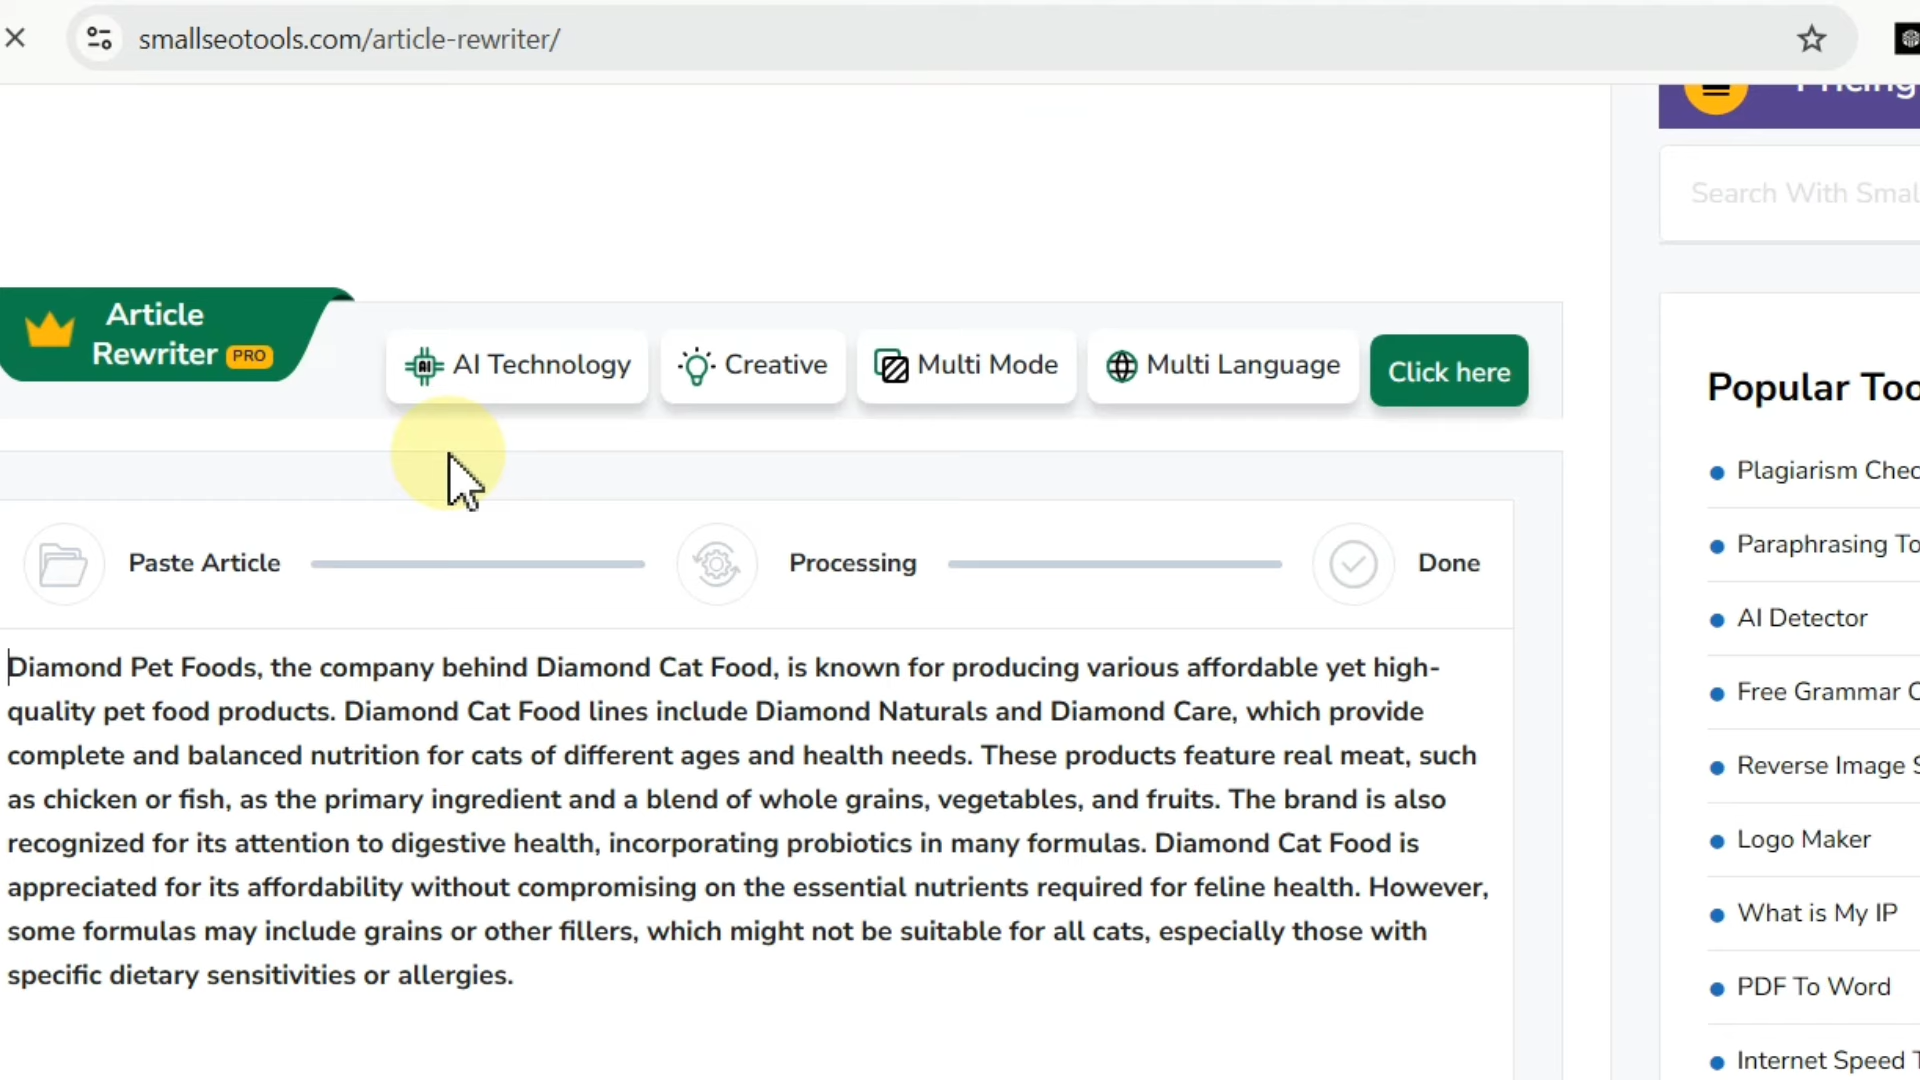 smallseotools.com/article-rewriter/
Pricing
Search With Smal
Article
Rewriter PRO
AI Technology
Creative
Multi Mode
Multi Language
Click here
Popular Too
Plagiarism Chec
Paraphrasing To
AI Detector
Free Grammar C
Reverse Image S
Logo Maker
What is My IP
PDF To Word
Internet Speed T
Paste Article
Processing
Done
Diamond Pet Foods, the company behind Diamond Cat Food, is known for producing various affordable yet high-
quality pet food products. Diamond Cat Food lines include Diamond Naturals and Diamond Care, which provide
complete and balanced nutrition for cats of different ages and health needs. These products feature real meat, such
as chicken or fish, as the primary ingredient and a blend of whole grains, vegetables, and fruits. The brand is also
recognized for its attention to digestive health, incorporating probiotics in many formulas. Diamond Cat Food is
appreciated for its affordability without compromising on the essential nutrients required for feline health. However,
some formulas may include grains or other fillers, which might not be suitable for all cats, especially those with
specific dietary sensitivities or allergies.